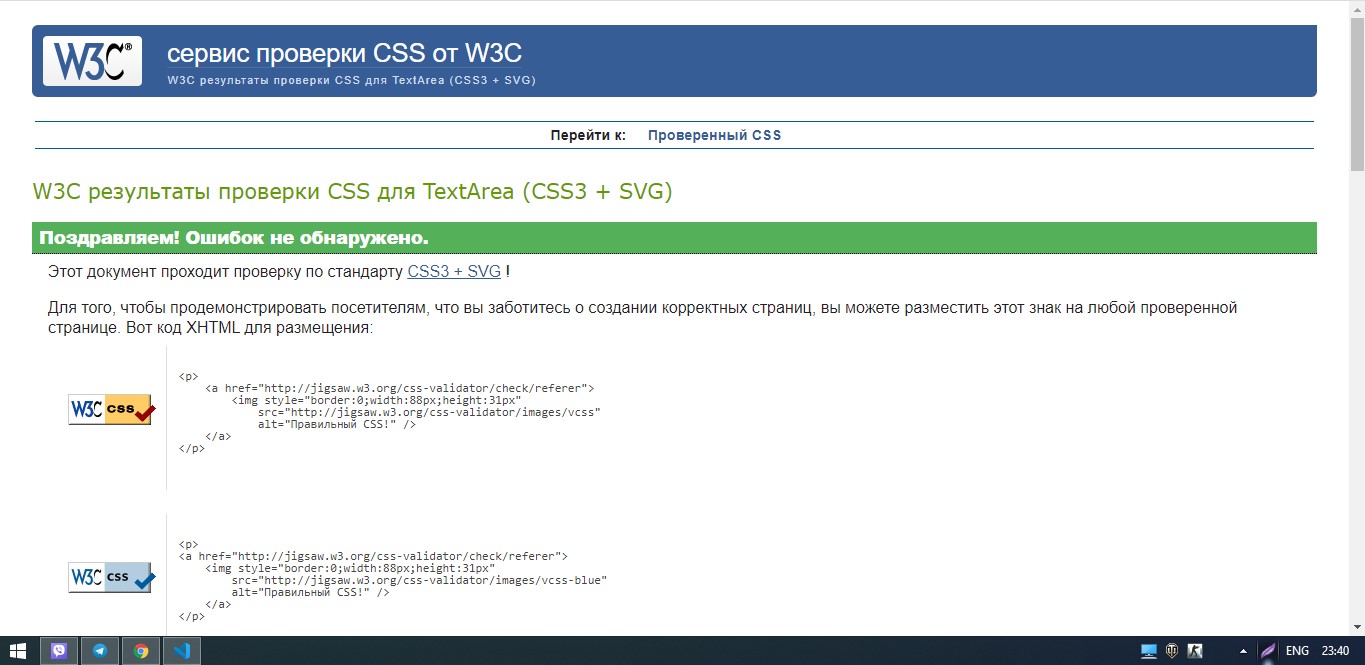 W3C®
сервис проверки CSS от W3C
W3C результаты проверки CSS для TextArea (CSS3 + SVG)
Перейти к: Проверенный CSS
W3C результаты проверки CSS для TextArea (CSS3 + SVG)
Поздравляем! Ошибок не обнаружено.
Этот документ проходит проверку по стандарту CSS3 + SVG !
Для того, чтобы продемонстрировать посетителям, что вы заботитесь о создании корректных страниц, вы можете разместить этот знак на любой проверенной
странице. Вот код XHTML для размещения:
W3C css
<p>
<a href="http://jigsaw.w3.org/css-validator/check/referer">
<img style="border:0;width:88px;height:31px"
src="http://jigsaw.w3.org/css-validator/images/vcss"
alt="Правильный CSS!" />
</a>
</p>
W3C css
<p>
<a href="http://jigsaw.w3.org/css-validator/check/referer">
<img style="border:0;width:88px;height:31px"
src="http://jigsaw.w3.org/css-validator/images/vcss-blue"
alt="Правильный CSS!" />
</a>
</p>
ENG 23:40